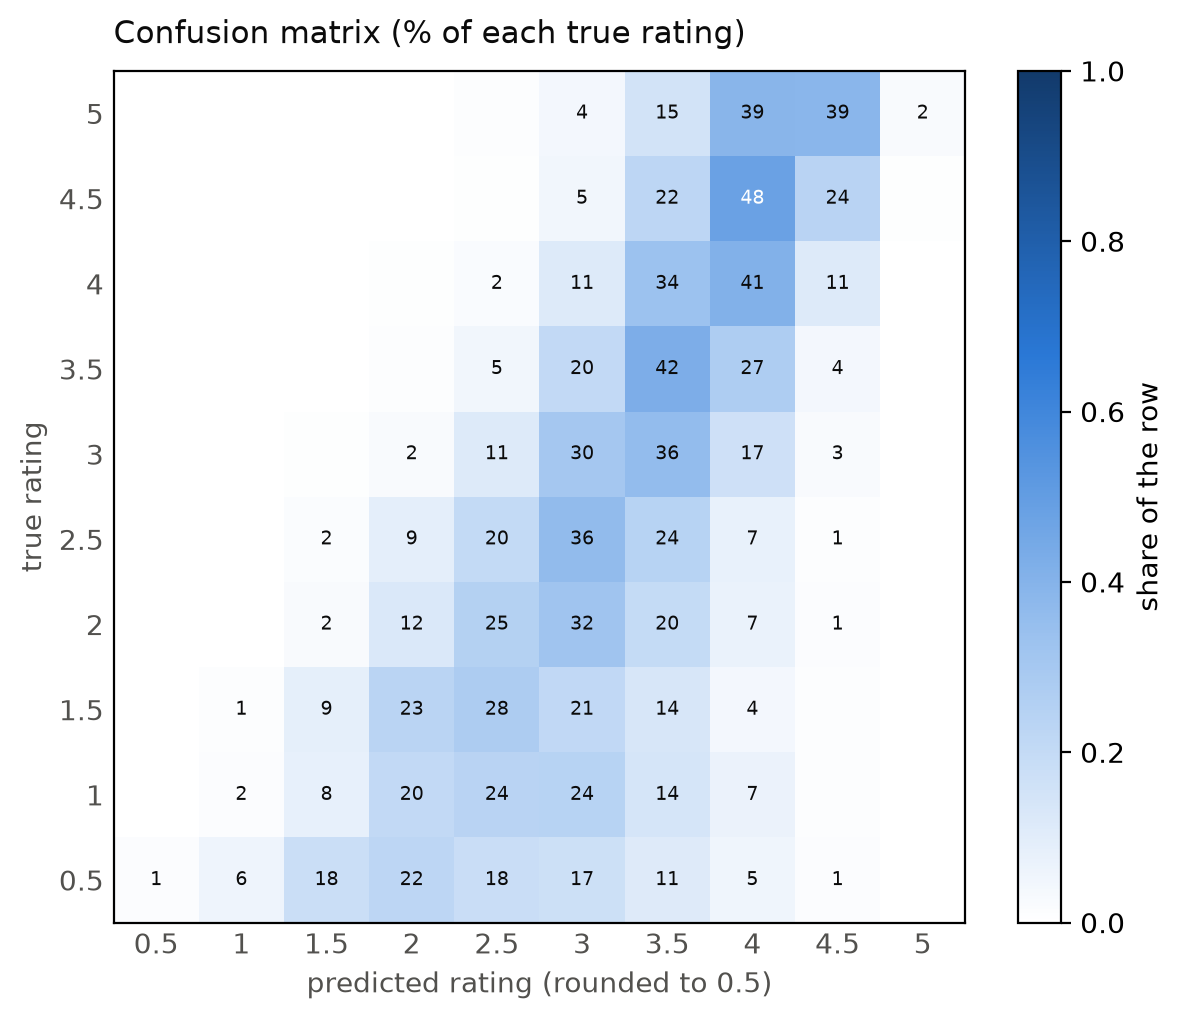 Confusion matrix (% of each true rating)
5 4 15 39 39 2 1.0
4.5 5 22 48 24
4 2 11 34 41 11 0.8
3.5 5 20 42 27 4
3 2 11 30 36 17 3 0.6
2.5 2 9 20 36 24 7 1
2 2 12 25 32 20 7 1 0.4
1.5 1 9 23 28 21 14 4
1 2 8 20 24 24 14 7 0.2
0.5 1 6 18 22 18 17 11 5 1 0.0
0.5 1 1.5 2 2.5 3 3.5 4 4.5 5
predicted rating (rounded to 0.5)
true rating
share of the row